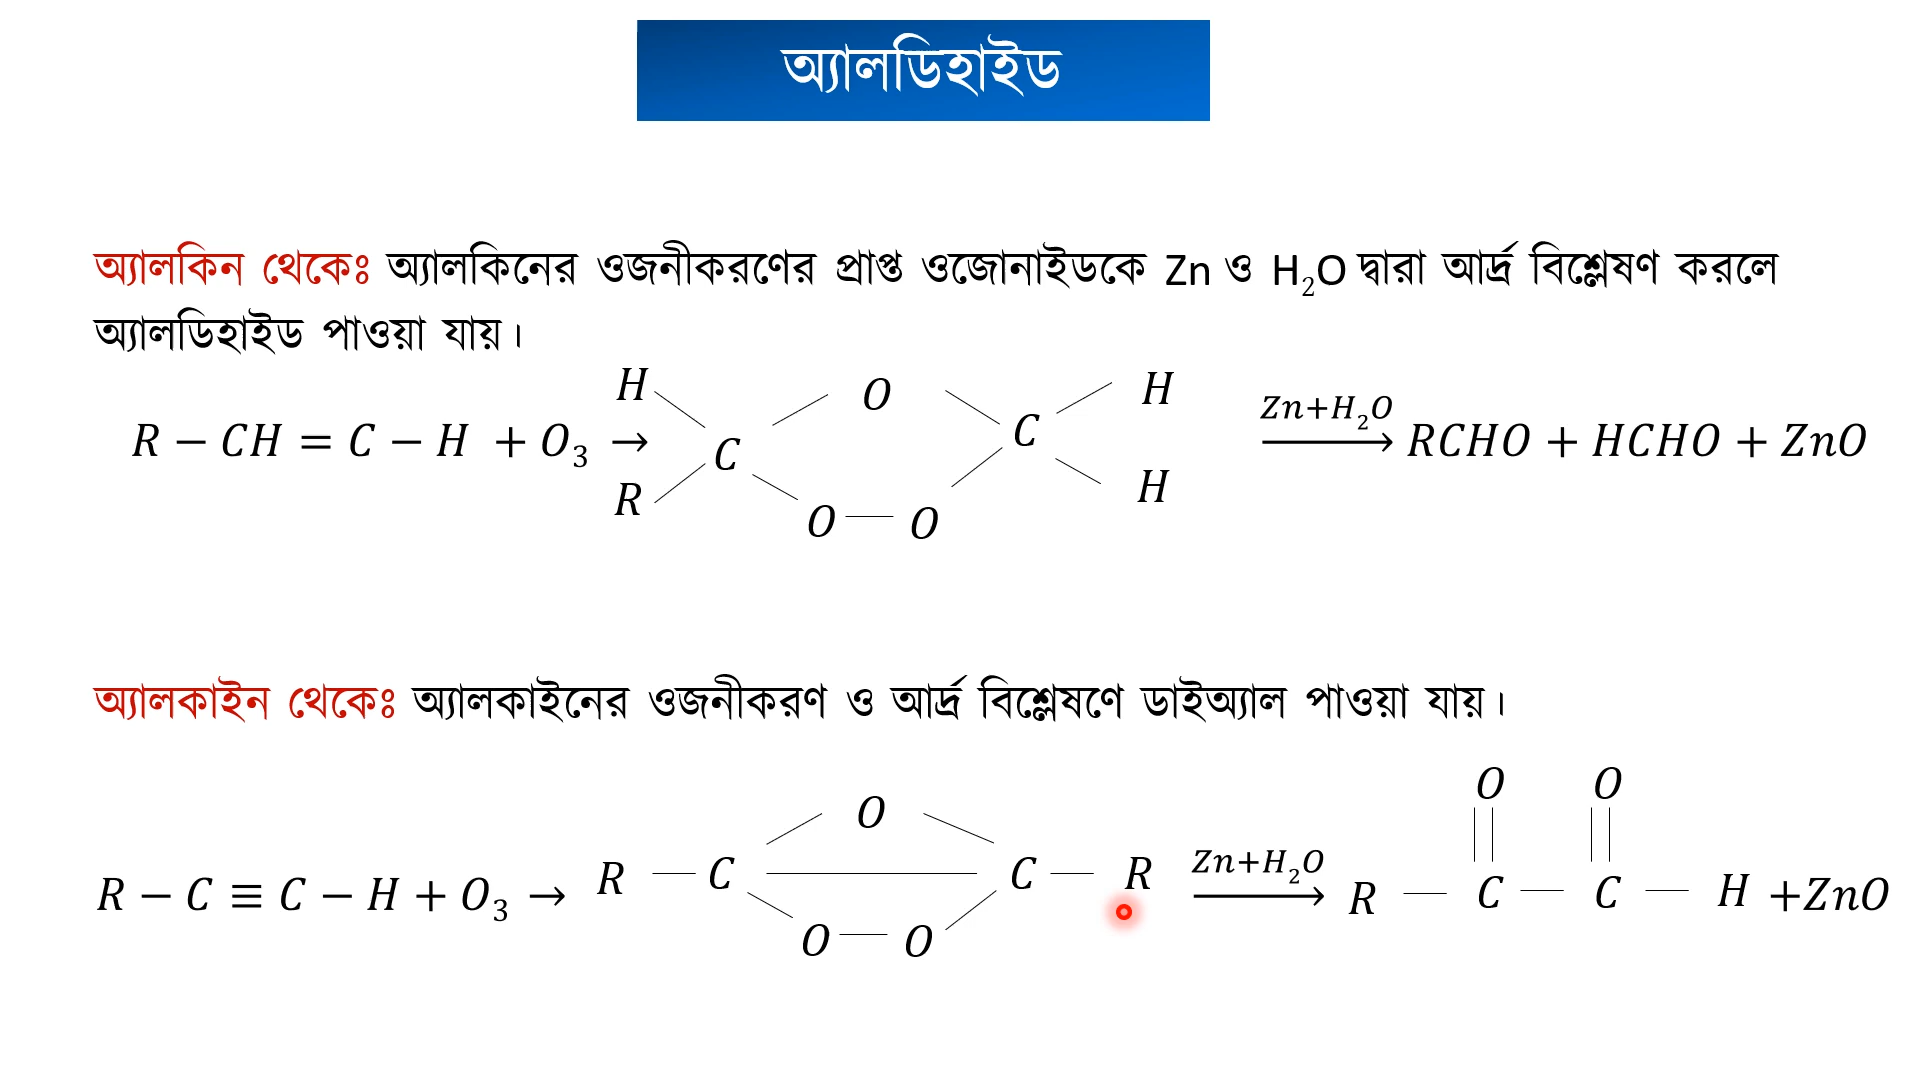 অ্যালডিহাইড
অ্যালকিন থেকেঃ অ্যালকিনের ওজনীকরণের প্রাপ্ত ওজোনাইডকে Zn ও H₂O দ্বারা আর্দ্র বিশ্লেষণ করলে
অ্যালডিহাইড পাওয়া যায়।
H O H
R − CH = C − H + O₃ → C C Zn+H₂O RCHO + HCHO + ZnO
R O O H
অ্যালকাইন থেকেঃ অ্যালকাইনের ওজনীকরণ ও আর্দ্র বিশ্লেষণে ডাইঅ্যাল পাওয়া যায়।
O O O
R − C ≡ C − H + O₃ → R C C R Zn+H₂O R C C H +ZnO
O O